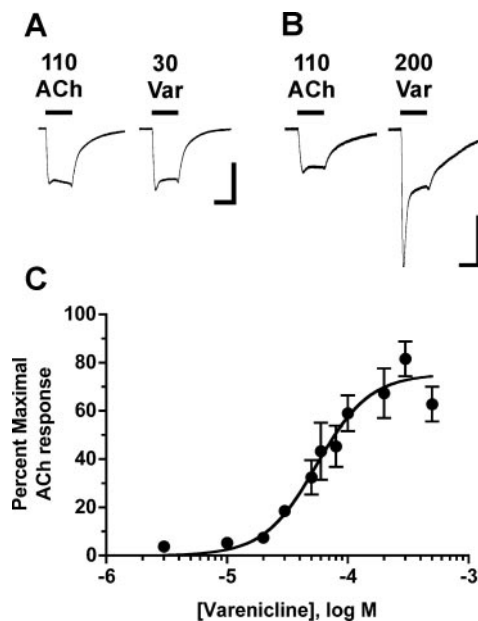 A
B
110
ACh
30
Var
110
ACh
200
Var
C
Percent Maximal
ACh response
100
80
60
40
20
0
-6
-5
-4
-3
[Varenicline], log M